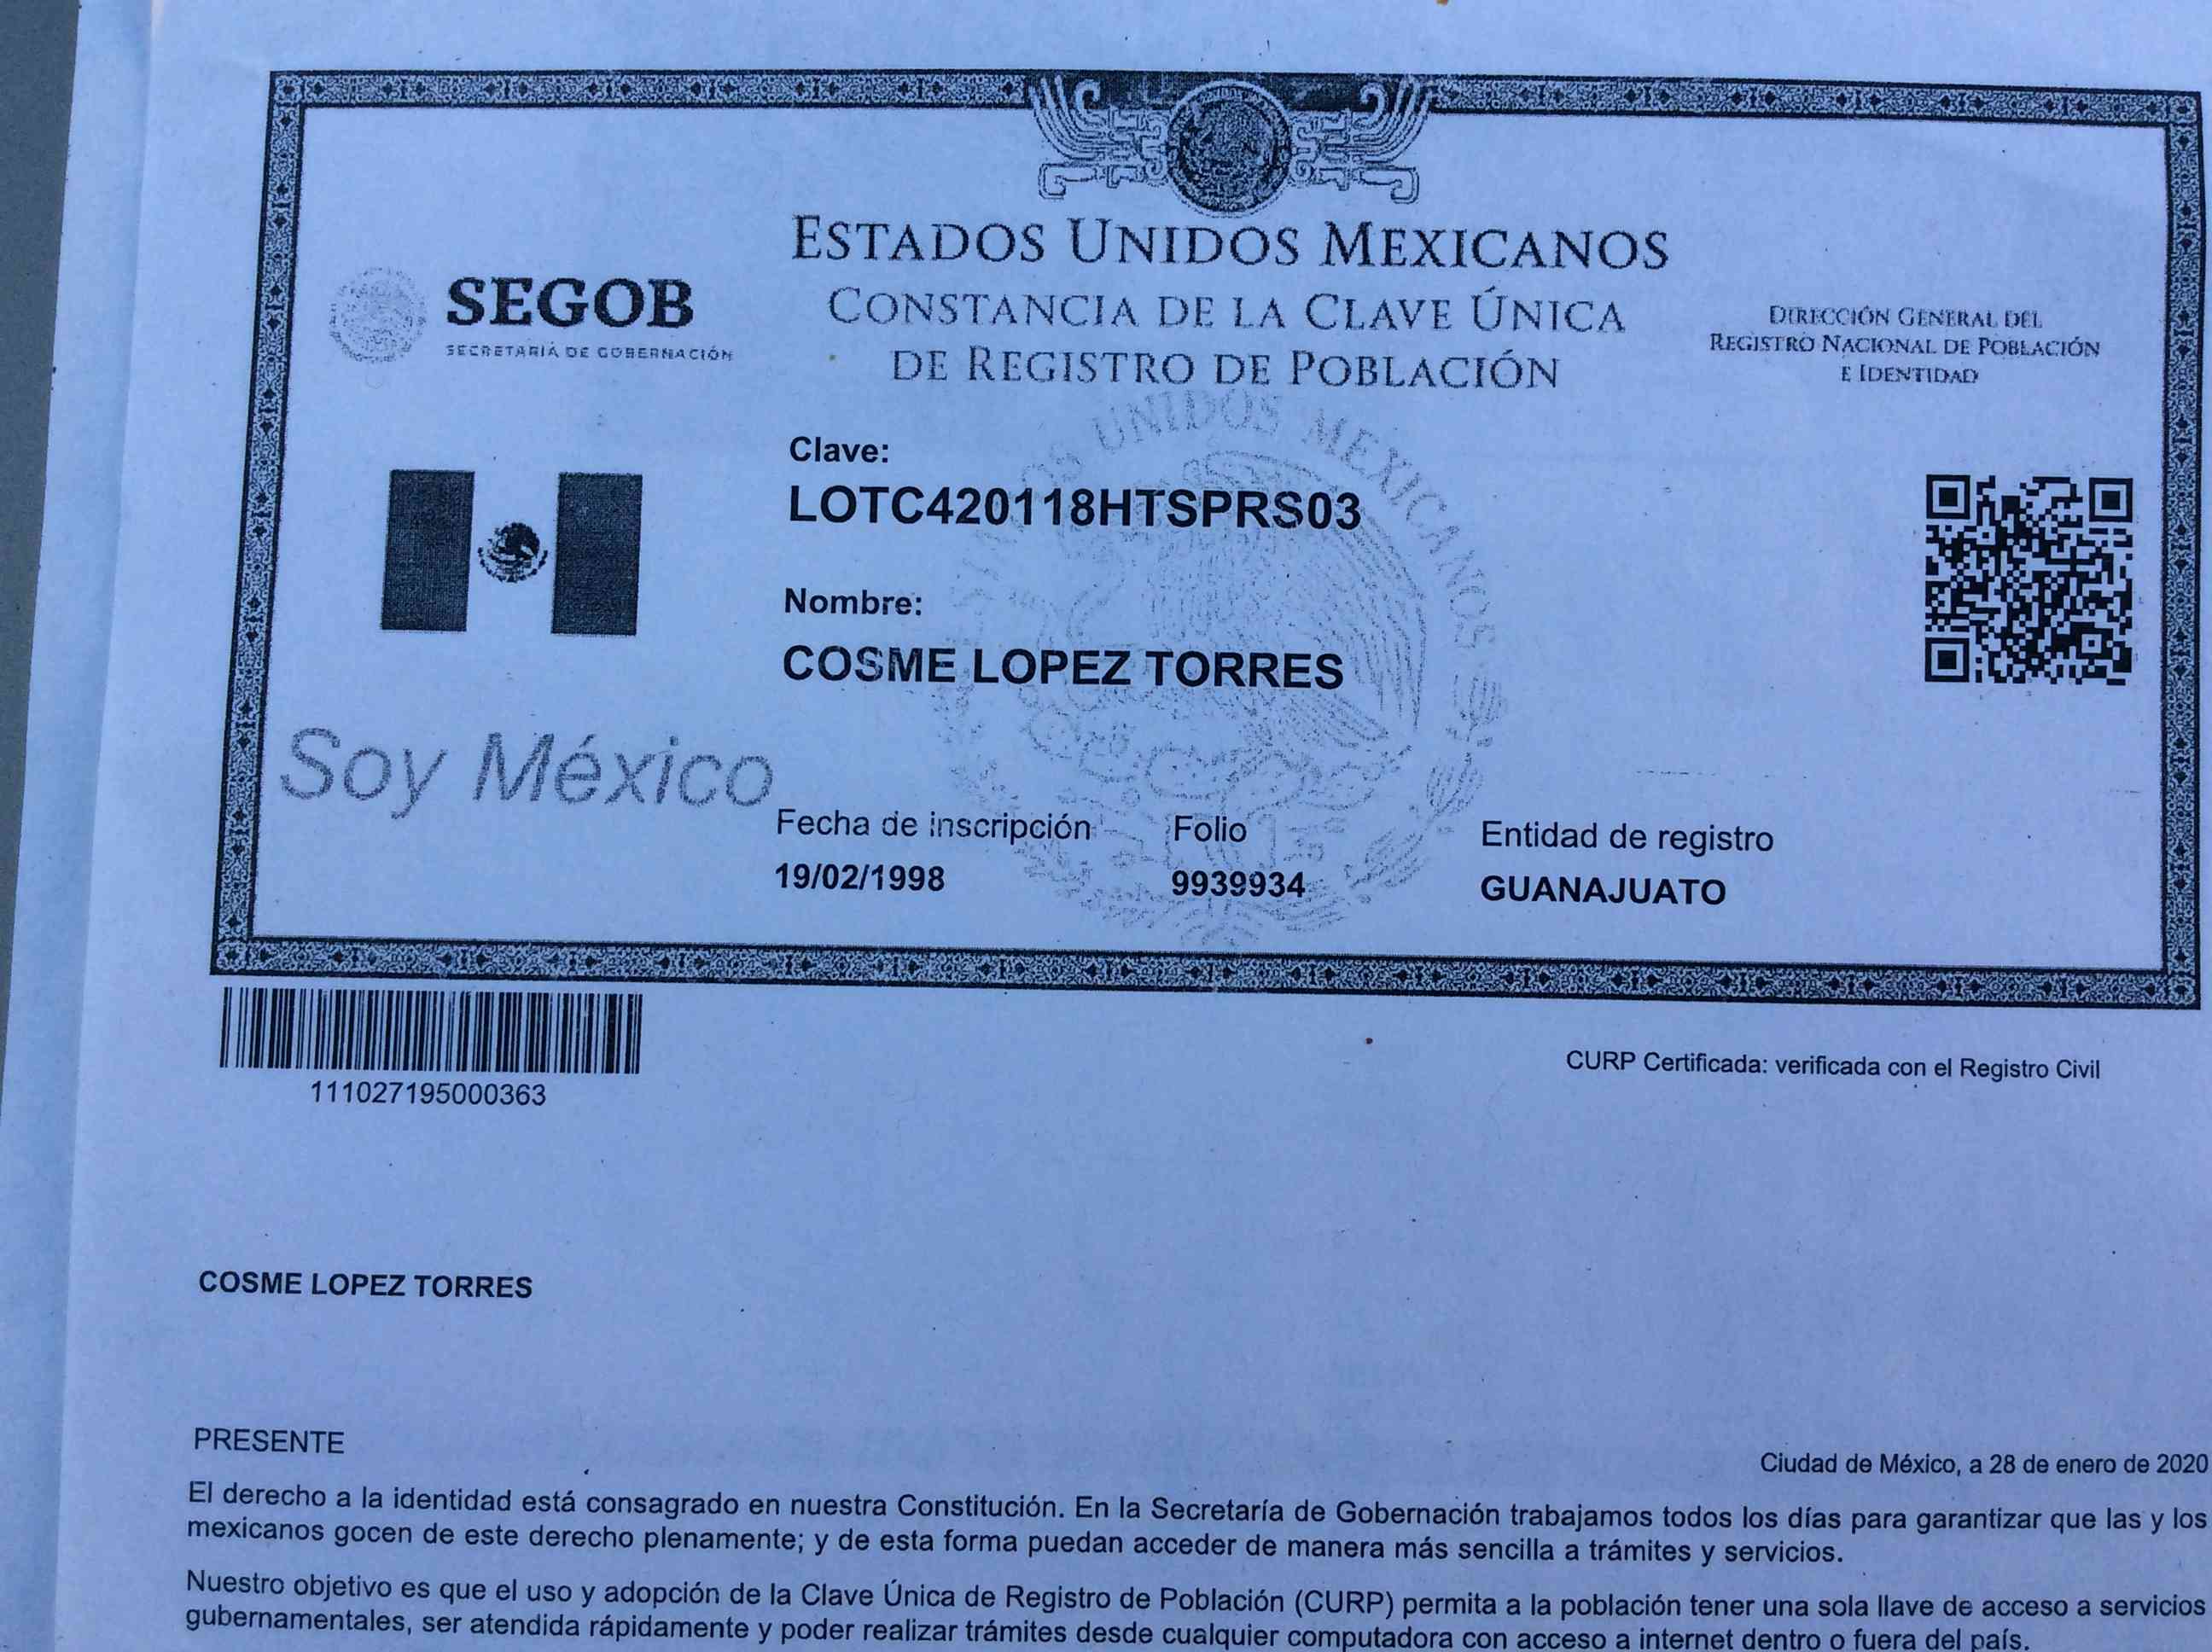 ESTADOS UNIDOS MEXICANOS
CONSTANCIA DE LA CLAVE ÚNICA
DE REGISTRO DE POBLACIÓN
SEGOB
SECRETARÍA DE GOBERNACIÓN
DIRECCIÓN GENERAL DEL
REGISTRO NACIONAL DE POBLACIÓN
E IDENTIDAD
UNIDOS MEXICANOS
Clave:
LOTC420118HTSPRS03
Nombre:
COSME LOPEZ TORRES
Soy México
Fecha de inscripción
19/02/1998
Folio
9939934
Entidad de registro
GUANAJUATO
111027195000363
CURP Certificada: verificada con el Registro Civil
COSME LOPEZ TORRES
PRESENTE
Ciudad de México, a 28 de enero de 2020
El derecho a la identidad está consagrado en nuestra Constitución. En la Secretaría de Gobernación trabajamos todos los días para garantizar que las y los
mexicanos gocen de este derecho plenamente; y de esta forma puedan acceder de manera más sencilla a trámites y servicios.
Nuestro objetivo es que el uso y adopción de la Clave Única de Registro de Población (CURP) permita a la población tener una sola llave de acceso a servicios
gubernamentales, ser atendida rápidamente y poder realizar trámites desde cualquier computadora con acceso a internet dentro o fuera del país.